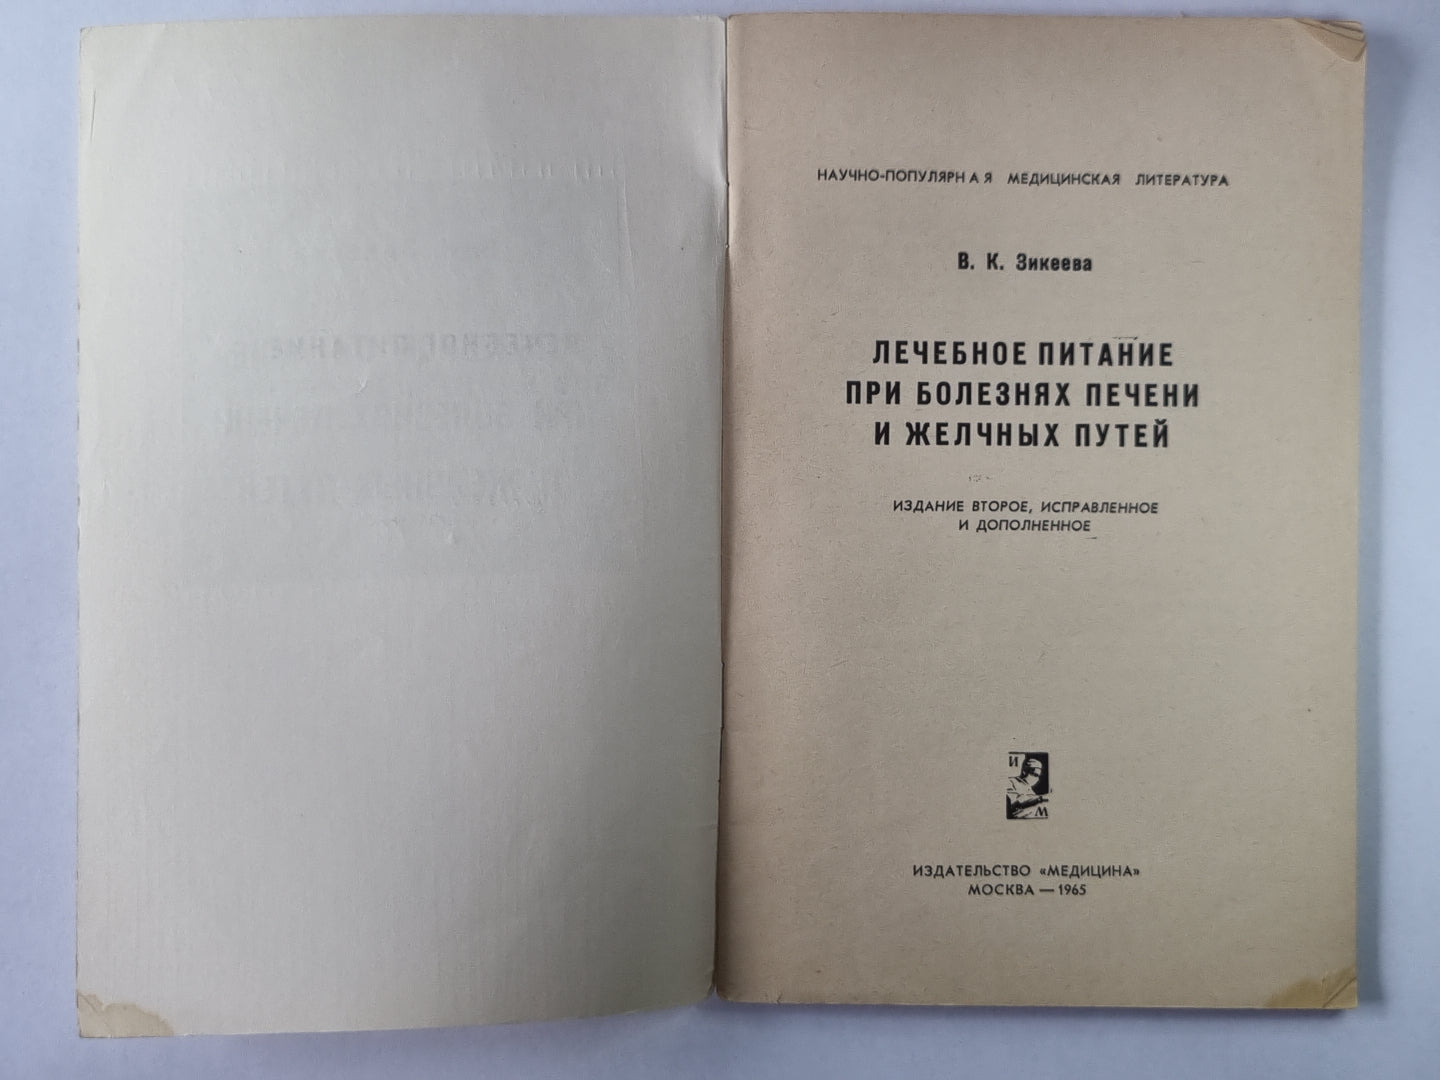 НАУЧНО-ПОПУЛЯРНАЯ МЕДИЦИНСКАЯ ЛИТЕРАТУРА
В. К. Зикеева
ЛЕЧЕБНОЕ ПИТАНИЕ
ПРИ БОЛЕЗНЯХ ПЕЧЕНИ
И ЖЕЛЧНЫХ ПУТЕЙ
ИЗДАНИЕ ВТОРОЕ, ИСПРАВЛЕННОЕ
И ДОПОЛНЕННОЕ
И
М
ИЗДАТЕЛЬСТВО «МЕДИЦИНА»
МОСКВА — 1965